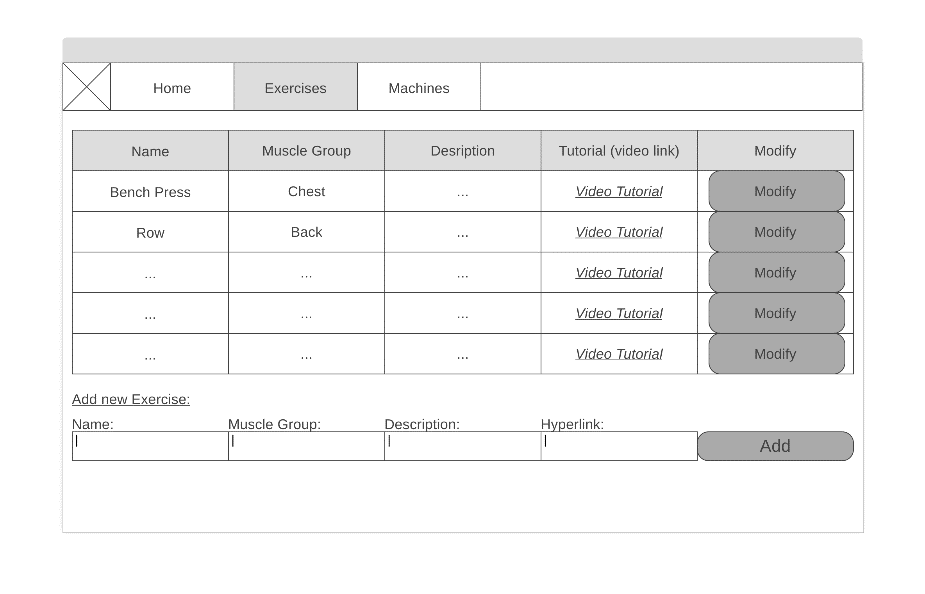 Home Exercises Machines
Name Muscle Group Desription Tutorial (video link) Modify
Bench Press Chest ... Video Tutorial Modify
Row Back ... Video Tutorial Modify
... ... ... Video Tutorial Modify
... ... ... Video Tutorial Modify
... ... ... Video Tutorial Modify
Add new Exercise:
Name: Muscle Group: Description: Hyperlink:
Add